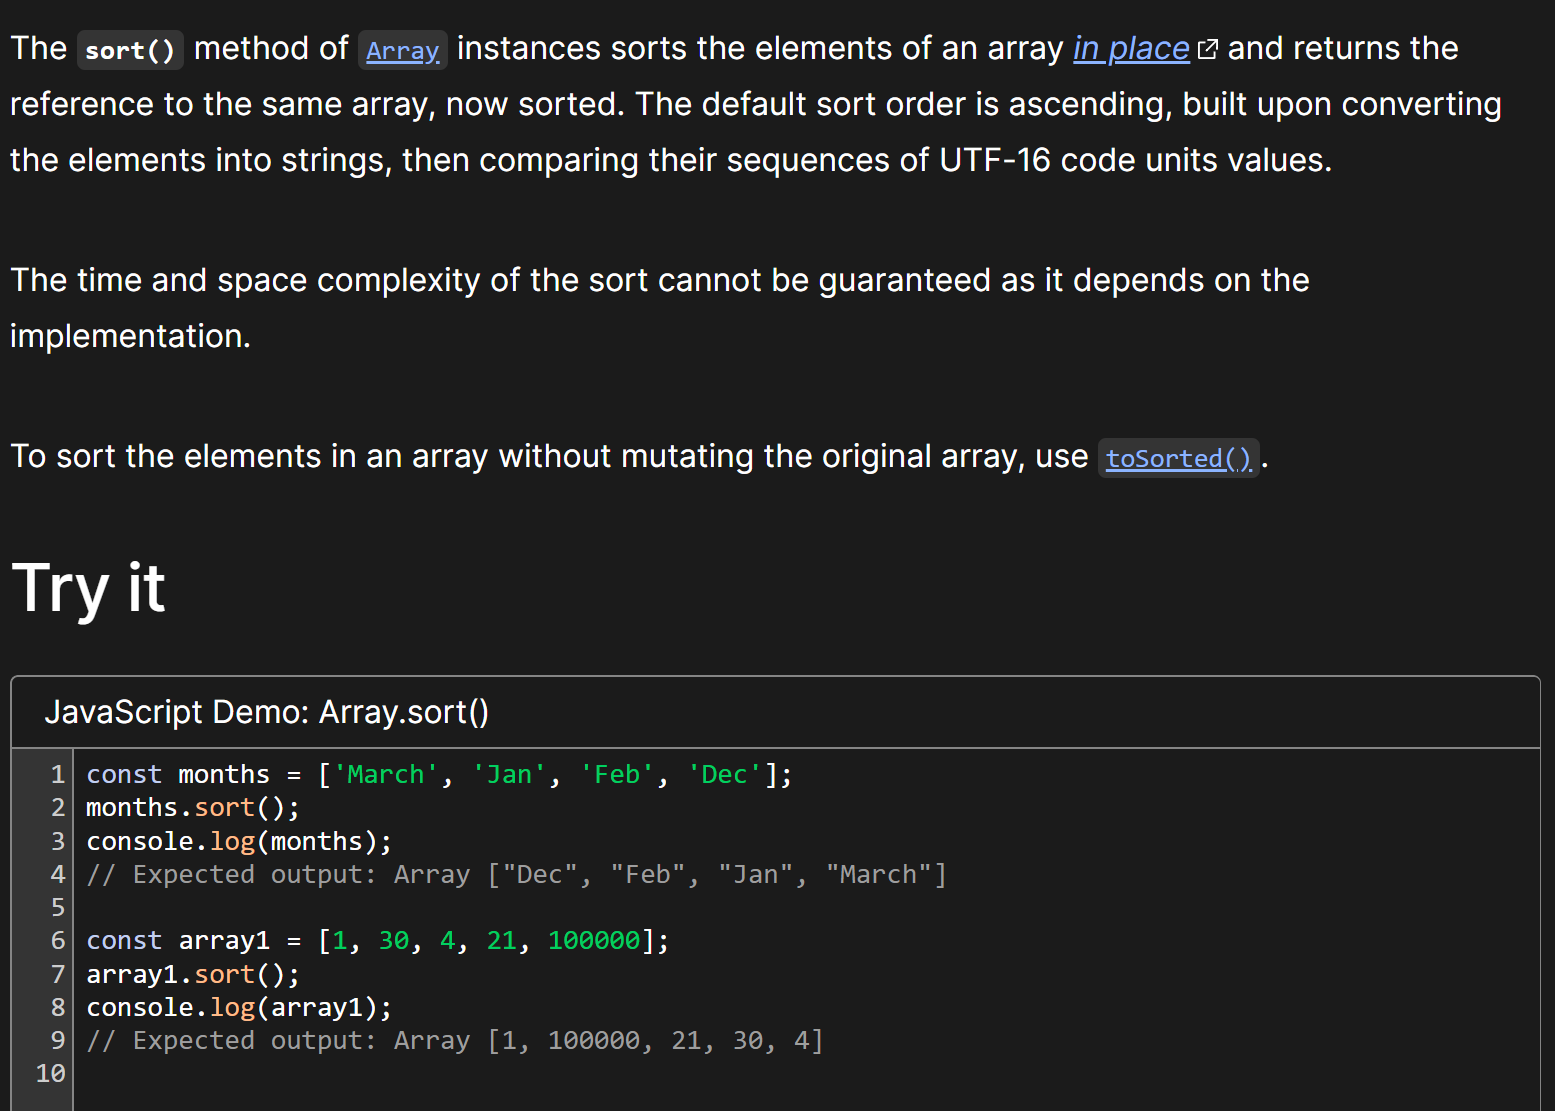 The sort() method of Array instances sorts the elements of an array in place and returns the
reference to the same array, now sorted. The default sort order is ascending, built upon converting
the elements into strings, then comparing their sequences of UTF-16 code units values.
The time and space complexity of the sort cannot be guaranteed as it depends on the
implementation.
To sort the elements in an array without mutating the original array, use toSorted().
Try it
JavaScript Demo: Array.sort()
1 const months = ['March', 'Jan', 'Feb', 'Dec'];
2 months.sort();
3 console.log(months);
4 // Expected output: Array ["Dec", "Feb", "Jan", "March"]
5
6 const array1 = [1, 30, 4, 21, 100000];
7 array1.sort();
8 console.log(array1);
9 // Expected output: Array [1, 100000, 21, 30, 4]
10